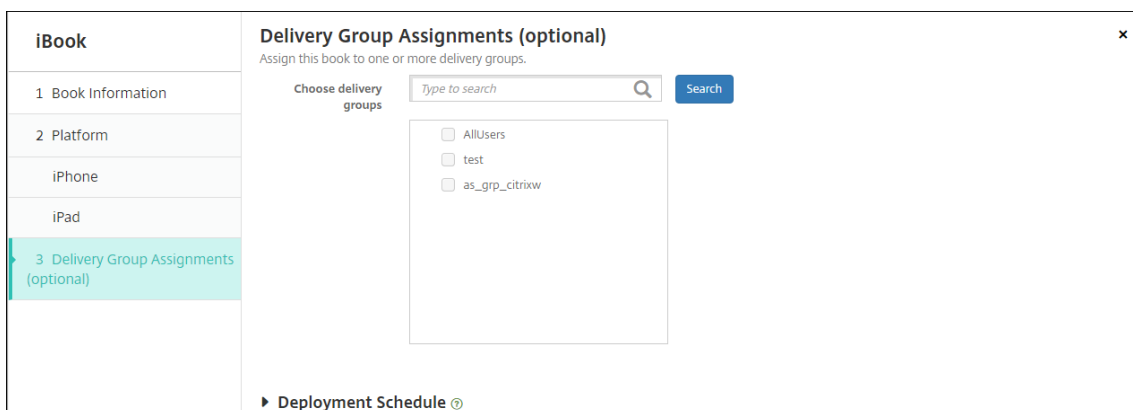 iBook
1 Book Information
2 Platform
iPhone
iPad
3 Delivery Group Assignments
(optional)
Delivery Group Assignments (optional)
Assign this book to one or more delivery groups.
Choose delivery
groups
Type to search
Search
AllUsers
test
as_grp_citrixw
Deployment Schedule